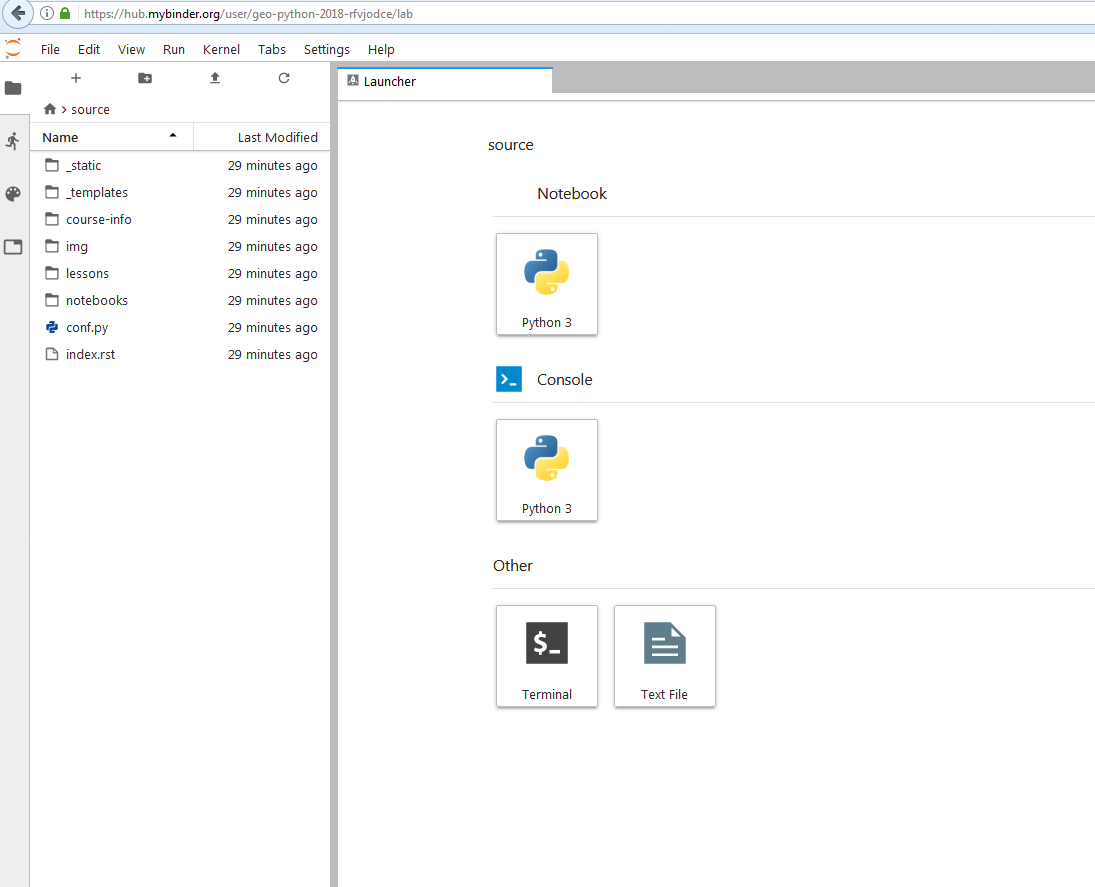 https://hub.mybinder.org/user/geo-python-2018-rfvjodce/lab
File Edit View Run Kernel Tabs Settings Help
Launcher
source
Name Last Modified
_static 29 minutes ago
_templates 29 minutes ago
course-info 29 minutes ago
img 29 minutes ago
lessons 29 minutes ago
notebooks 29 minutes ago
conf.py 29 minutes ago
index.rst 29 minutes ago
source
Notebook
Python 3
Console
Python 3
Other
$_
Terminal
Text File